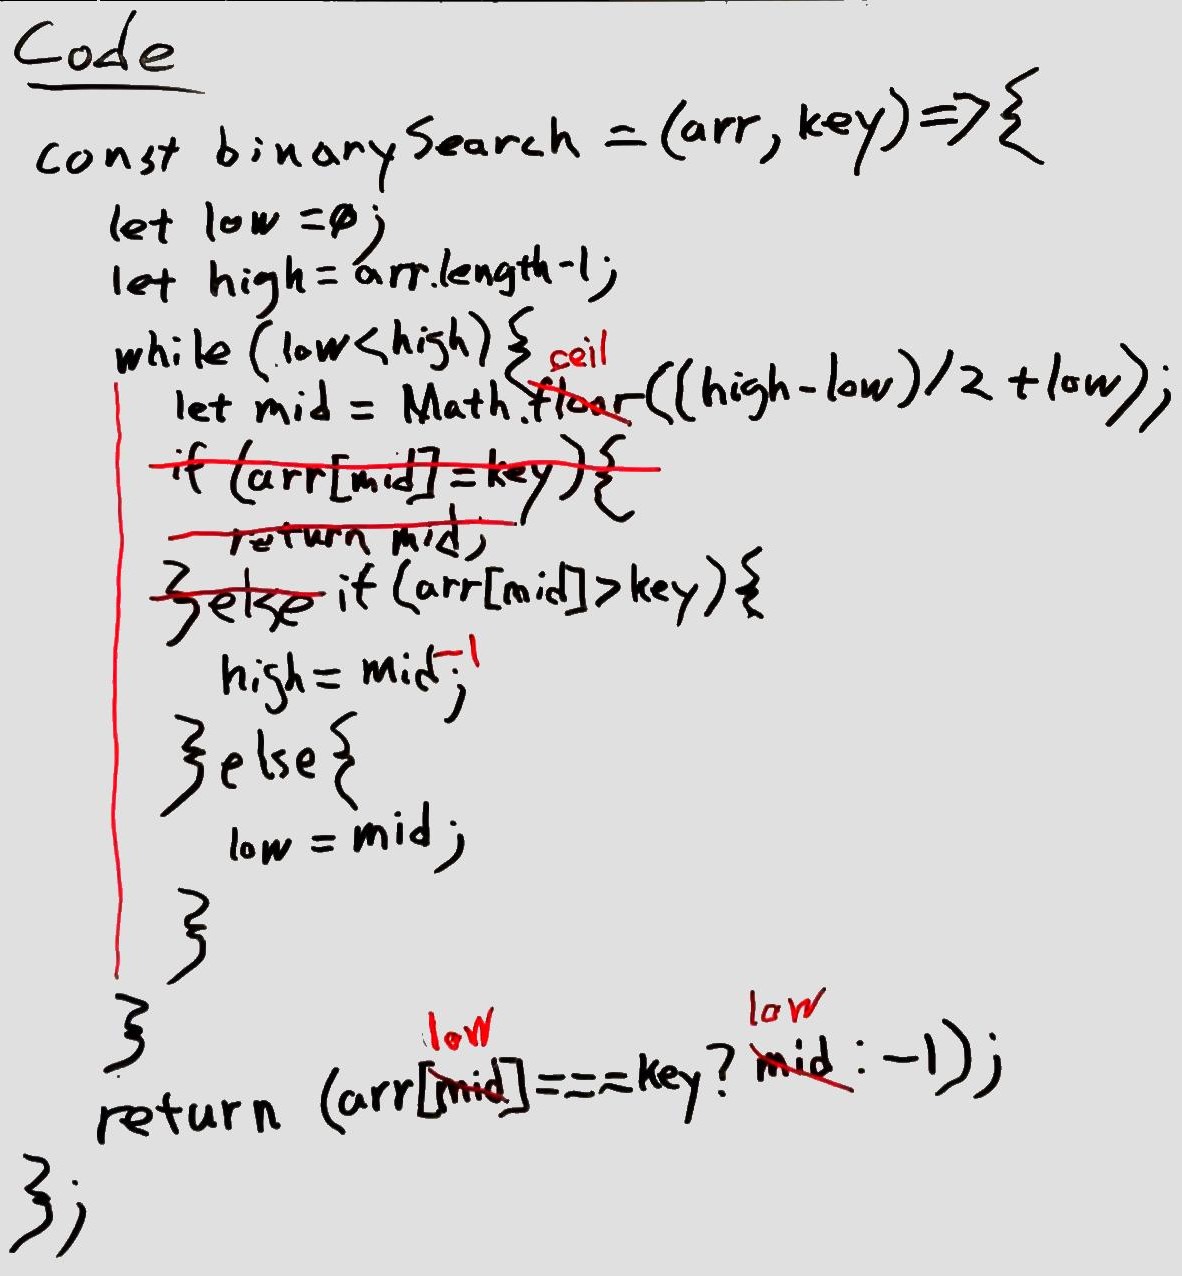 Code
const binarySearch = (arr, key)=>{
let low =0;
let high = arr.length-1;
while (low<high) {
ceil
let mid = Math.floor((high-low)/2 + low);
if (arr[mid]=key){
return mid;
}else if (arr[mid]>key){
high = mid-1;
}else{
low = mid;
}
}
low low
return (arr[mid]===key? mid : -1);
};